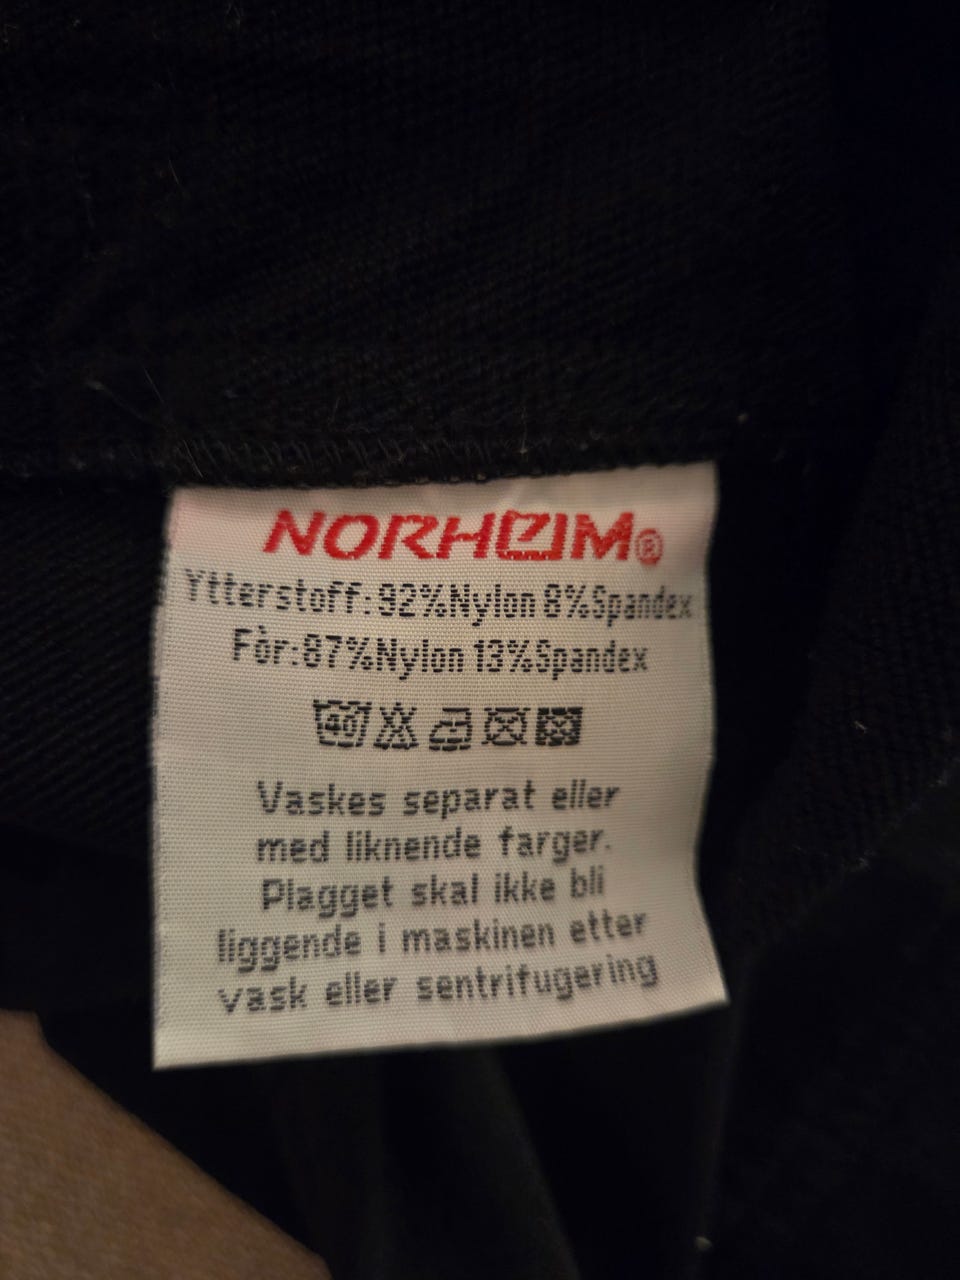 NORHEIM®
Ytterstoff:92%Nylon 8%Spandex
Fòr:87%Nylon 13%Spandex
40
Vaskes separat eller
med liknende farger.
Plagget skal ikke bli
liggende i maskinen etter
vask eller sentrifugering